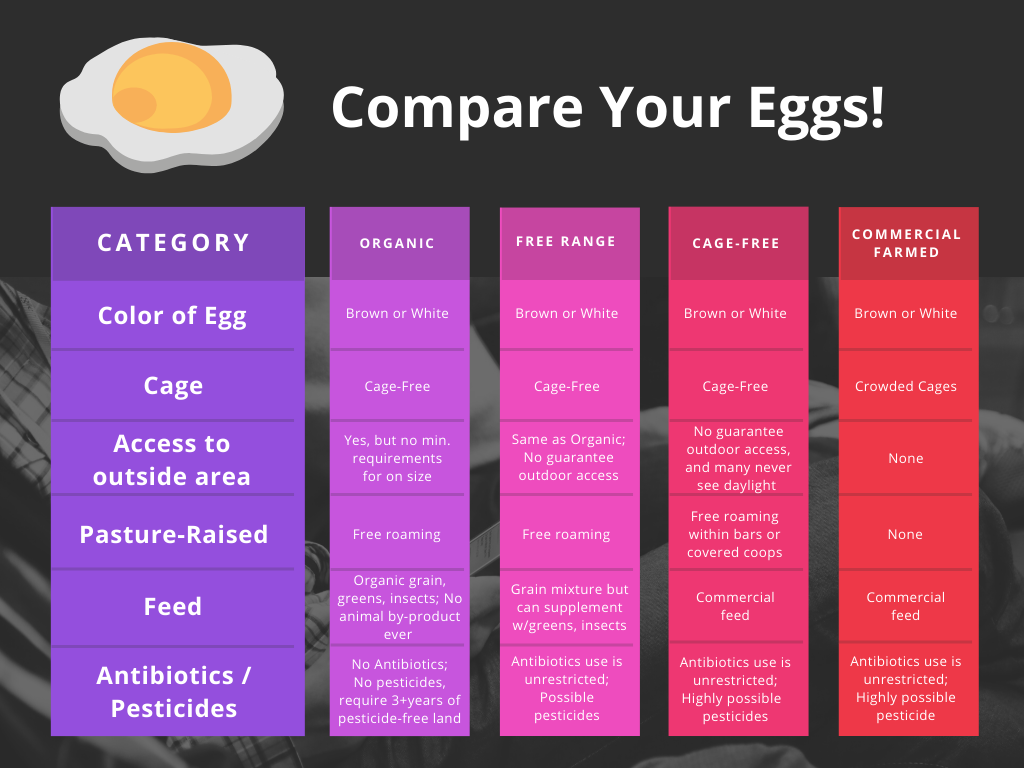 Compare Your Eggs!
CATEGORY
ORGANIC
FREE RANGE
CAGE-FREE
COMMERCIAL
FARMED
Color of Egg
Brown or White
Brown or White
Brown or White
Brown or White
Cage
Cage-Free
Cage-Free
Cage-Free
Crowded Cages
Access to
outside area
Yes, but no min.
requirements
for on size
Same as Organic;
No guarantee
outdoor access
No guarantee
outdoor access,
and many never
see daylight
None
Pasture-Raised
Free roaming
Free roaming
Free roaming
within bars or
covered coops
None
Feed
Organic grain,
greens, insects; No
animal by-product
ever
Grain mixture but
can supplement
w/greens, insects
Commercial
feed
Commercial
feed
Antibiotics /
Pesticides
No Antibiotics;
No pesticides,
require 3+years of
pesticide-free land
Antibiotics use is
unrestricted;
Possible
pesticides
Antibiotics use is
unrestricted;
Highly possible
pesticides
Antibiotics use is
unrestricted;
Highly possible
pesticide